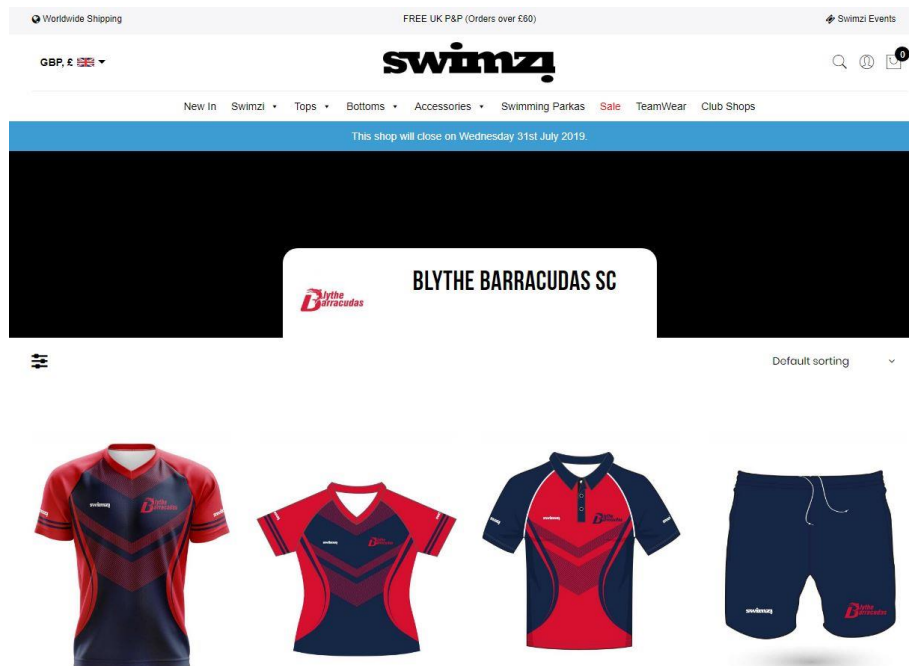 Worldwide Shipping
FREE UK P&P (Orders over £60)
Swimzi Events
GBP, £
swimzi
0
New In Swimzi Tops Bottoms Accessories Swimming Parkas Sale TeamWear Club Shops
This shop will close on Wednesday 31st July 2019.
BLYTHE BARRACUDAS SC
Blythe
Barracudas
Default sorting
swimzi
Blythe
Barracudas
swimzi
Blythe
Barracudas
swimzi
Blythe
Barracudas
swimzi
Blythe
Barracudas